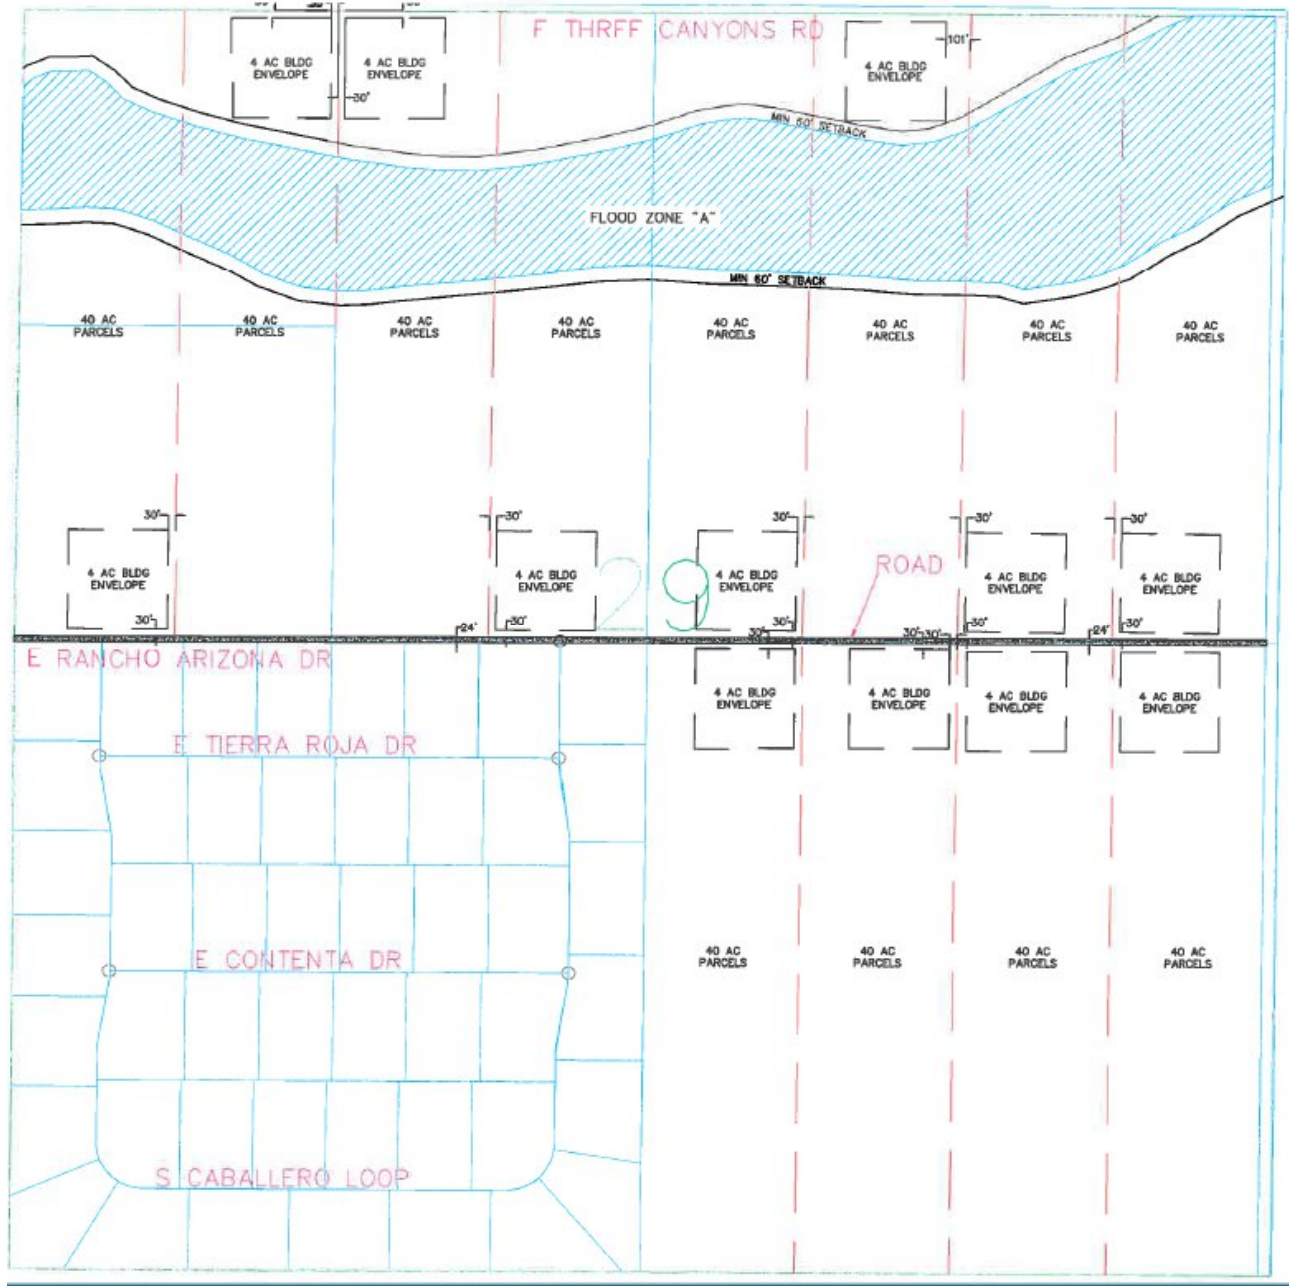 E THREE CANYONS RD
4 AC BLDG
ENVELOPE
4 AC BLDG
ENVELOPE
4 AC BLDG
ENVELOPE
101'
30'
MIN 60' SETBACK
FLOOD ZONE "A"
MIN 60' SETBACK
40 AC
PARCELS
40 AC
PARCELS
40 AC
PARCELS
40 AC
PARCELS
40 AC
PARCELS
40 AC
PARCELS
40 AC
PARCELS
40 AC
PARCELS
30'
30'
30'
30'
30'
4 AC BLDG
ENVELOPE
4 AC BLDG
ENVELOPE
29
4 AC BLDG
ENVELOPE
ROAD
4 AC BLDG
ENVELOPE
4 AC BLDG
ENVELOPE
30'
24'
30'
30'
30'
30'
30'
30'
24'
30'
E RANCHO ARIZONA DR
4 AC BLDG
ENVELOPE
4 AC BLDG
ENVELOPE
4 AC BLDG
ENVELOPE
4 AC BLDG
ENVELOPE
E TIERRA ROJA DR
E CONTENTA DR
40 AC
PARCELS
40 AC
PARCELS
40 AC
PARCELS
40 AC
PARCELS
S CABALLERO LOOP